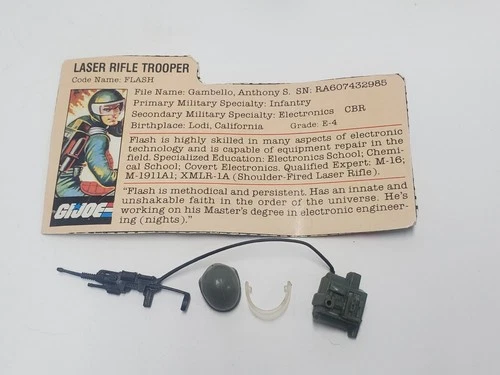 LASER RIFLE TROOPER
Code Name: FLASH
File Name: Gambello, Anthony S. SN: RA607432985
Primary Military Specialty: Infantry
Secondary Military Specialty: Electronics CBR
Birthplace: Lodi, California Grade: E-4
Flash is highly skilled in many aspects of electronic
technology and is capable of equipment repair in the
field. Specialized Education: Electronics School; Chemi-
cal School; Covert Electronics. Qualified Expert: M-16;
M-1911A1; XMLR-1A (Shoulder-Fired Laser Rifle).
"Flash is methodical and persistent. Has an innate and
unshakable faith in the order of the universe. He's
working on his Master's degree in electronic engineer-
ing (nights)."
G.I.JOE